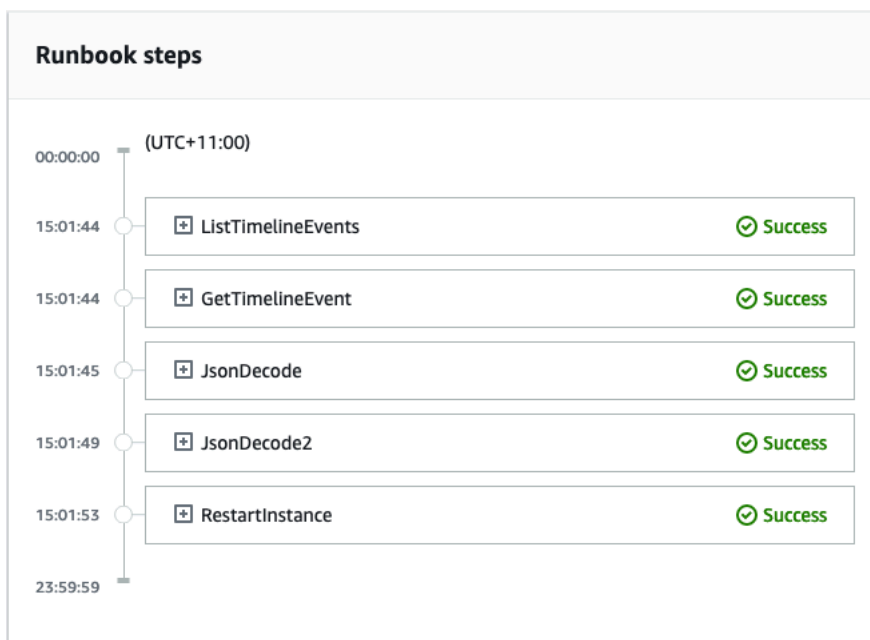 Runbook steps
(UTC+11:00)
00:00:00
15:01:44 ListTimelineEvents Success
15:01:44 GetTimelineEvent Success
15:01:45 JsonDecode Success
15:01:49 JsonDecode2 Success
15:01:53 RestartInstance Success
23:59:59